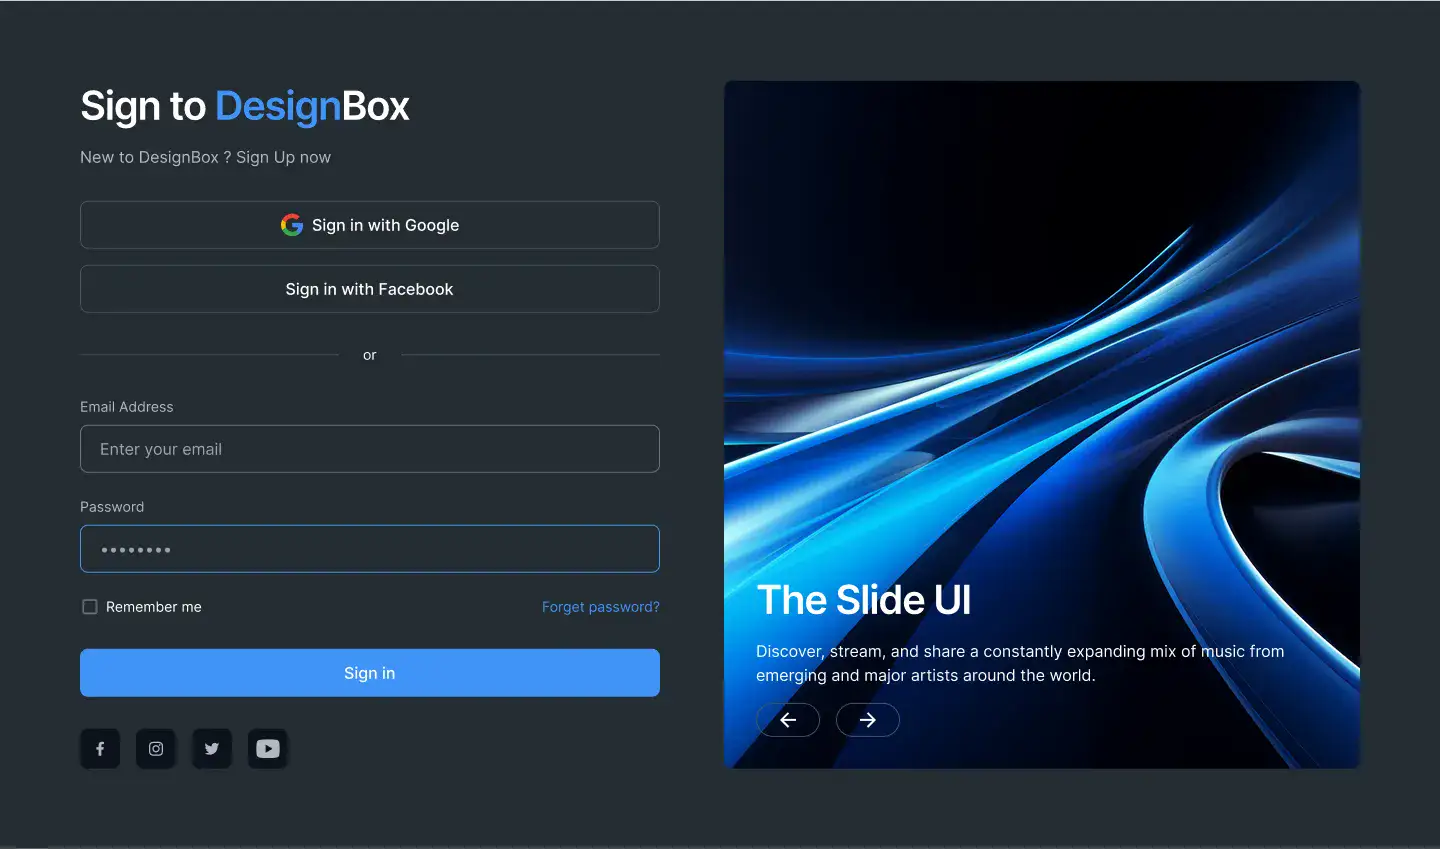 Sign to DesignBox
New to DesignBox ? Sign Up now
Sign in with Google
Sign in with Facebook
or
Email Address
Enter your email
Password
••••••••
Remember me
Forget password?
Sign in
The Slide UI
Discover, stream, and share a constantly expanding mix of music from
emerging and major artists around the world.